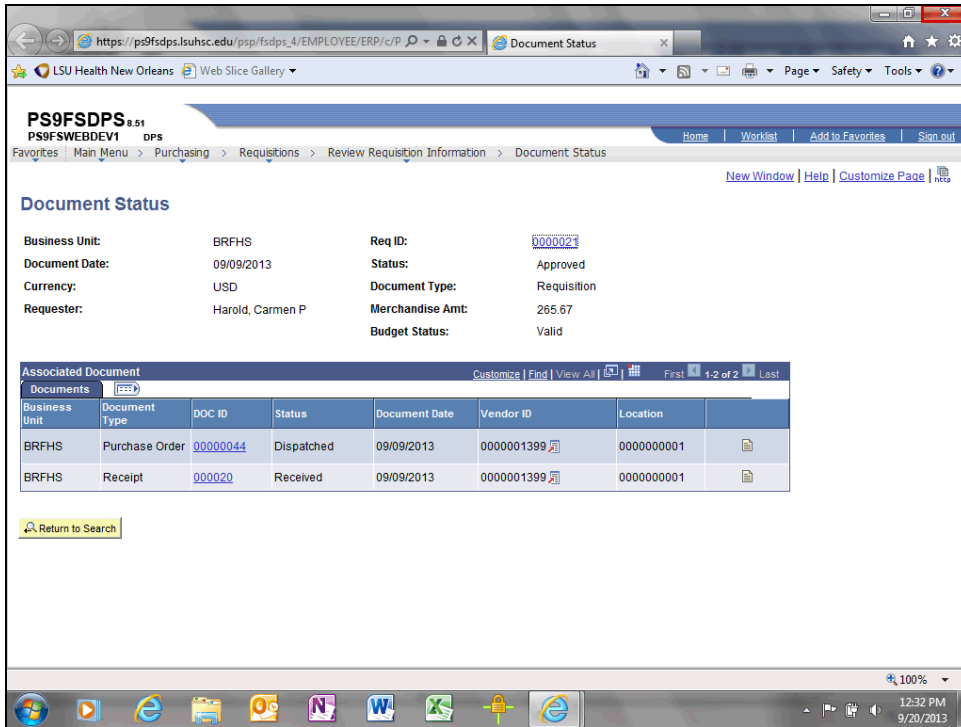 https://ps9fsdps.lsuhsc.edu/psp/fsdps_4/EMPLOYEE/ERP/c/P
Document Status
LSU Health New Orleans Web Slice Gallery
Page Safety Tools
PS9FSDPS 8.51
PS9FSWEBDEV1 DPS
Home | Worklist | Add to Favorites | Sign out
Favorites Main Menu > Purchasing > Requisitions > Review Requisition Information > Document Status
New Window | Help | Customize Page | http
Document Status
Business Unit: BRFHS Req ID: 0000021
Document Date: 09/09/2013 Status: Approved
Currency: USD Document Type: Requisition
Requester: Harold, Carmen P Merchandise Amt: 265.67
Budget Status: Valid
Associated Document Customize | Find | View All | | First 1-2 of 2 Last
Documents
Business Unit Document Type DOC ID Status Document Date Vendor ID Location
BRFHS Purchase Order 00000044 Dispatched 09/09/2013 0000001399 0000000001
BRFHS Receipt 000020 Received 09/09/2013 0000001399 0000000001
Return to Search
100%
12:32 PM
9/20/2013